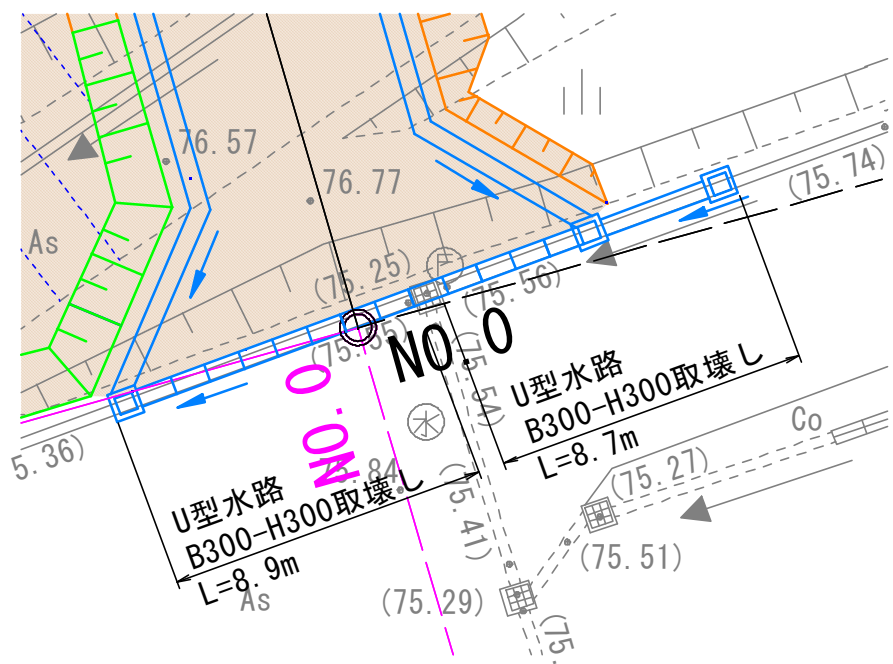 76.57
76.77
As
(75.74)
(75.25)
(75.56)
NO.0
(75.54)
NO.0
U型水路
B300-H300取壊し
L=8.7m
Co
5.36)
75.84
(75.27)
U型水路
B300-H300取壊し
L=8.9m
(75.41)
(75.51)
As
(75.29)
(75.